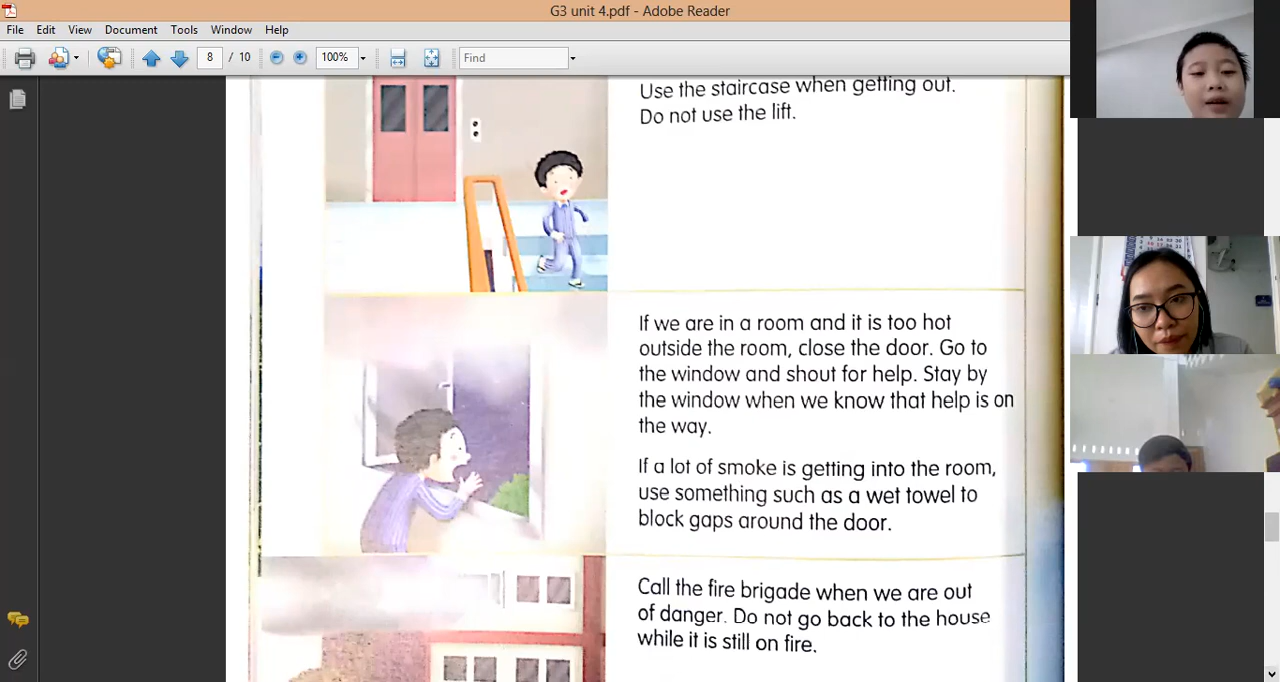 G3 unit 4.pdf - Adobe Reader
File Edit View Document Tools Window Help
8 / 10 100% Find
Use the staircase when getting out.
Do not use the lift.
If we are in a room and it is too hot
outside the room, close the door. Go to
the window and shout for help. Stay by
the window when we know that help is on
the way.
If a lot of smoke is getting into the room,
use something such as a wet towel to
block gaps around the door.
Call the fire brigade when we are out
of danger. Do not go back to the house
while it is still on fire.